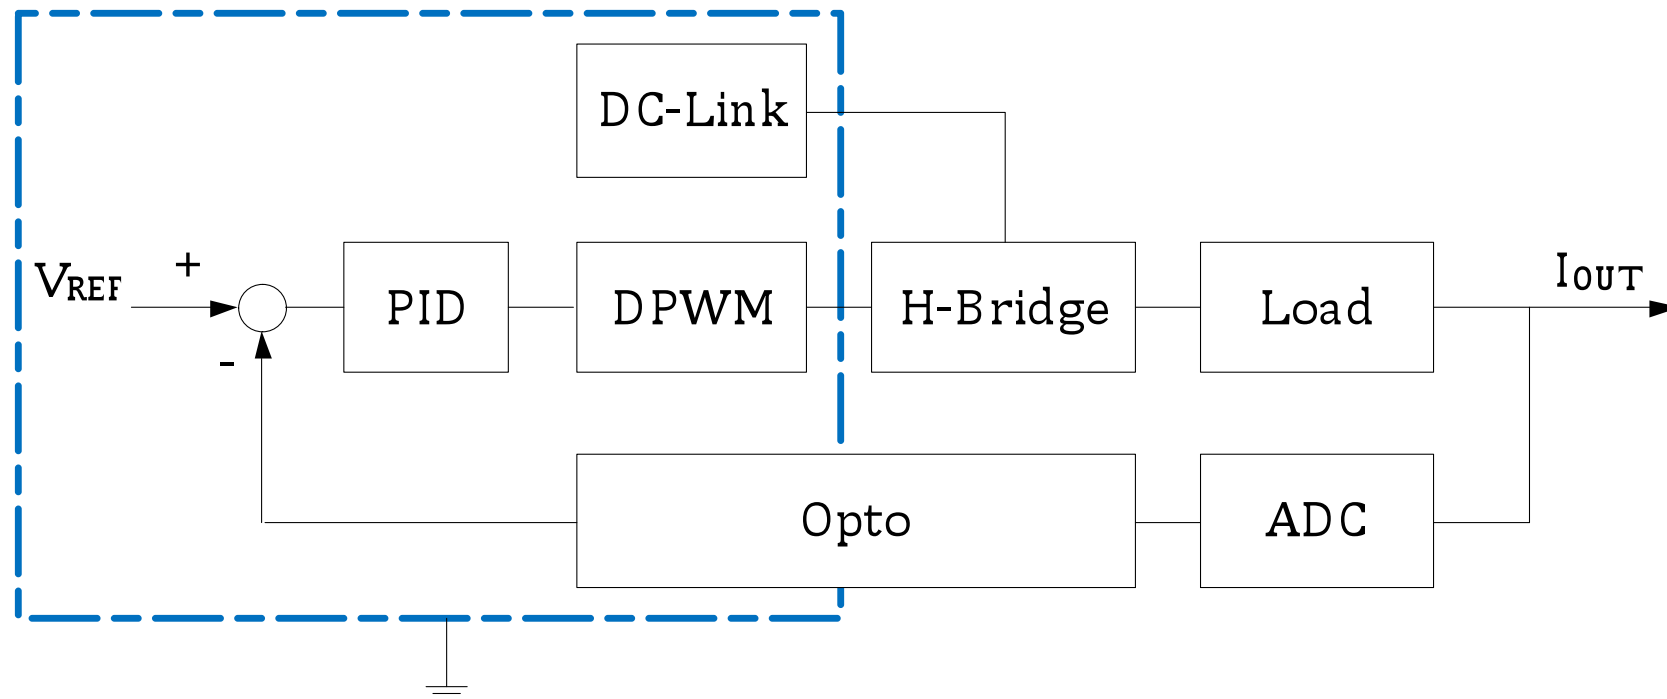 DC-Link
VREF
+
-
PID
DPWM
H-Bridge
Load
IOUT
Opto
ADC